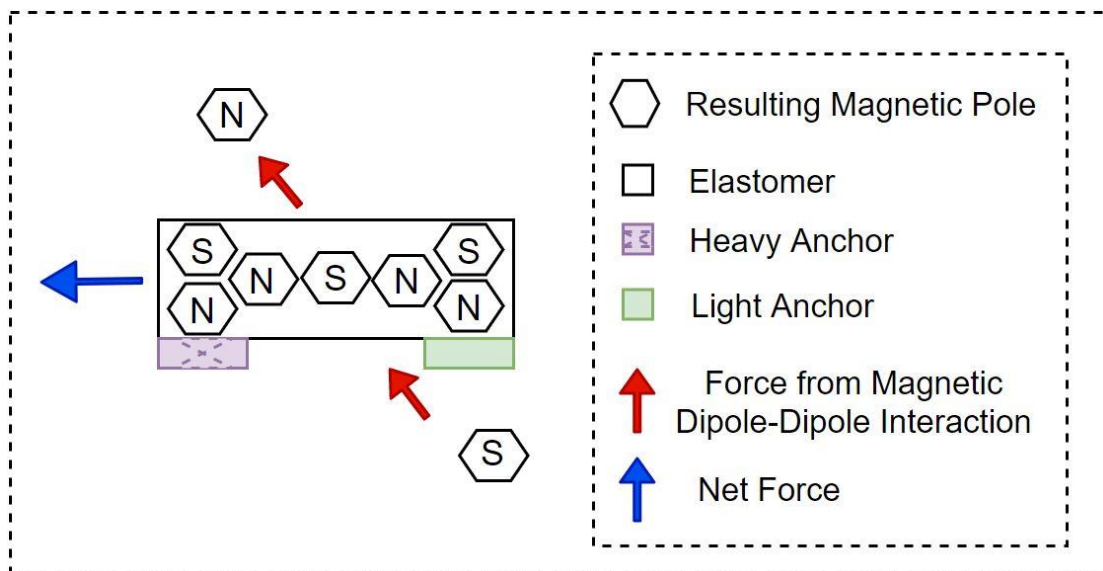 N
S
S
N
S
N
N
N
S
Resulting Magnetic Pole
Elastomer
Heavy Anchor
Light Anchor
Force from Magnetic
Dipole-Dipole Interaction
Net Force